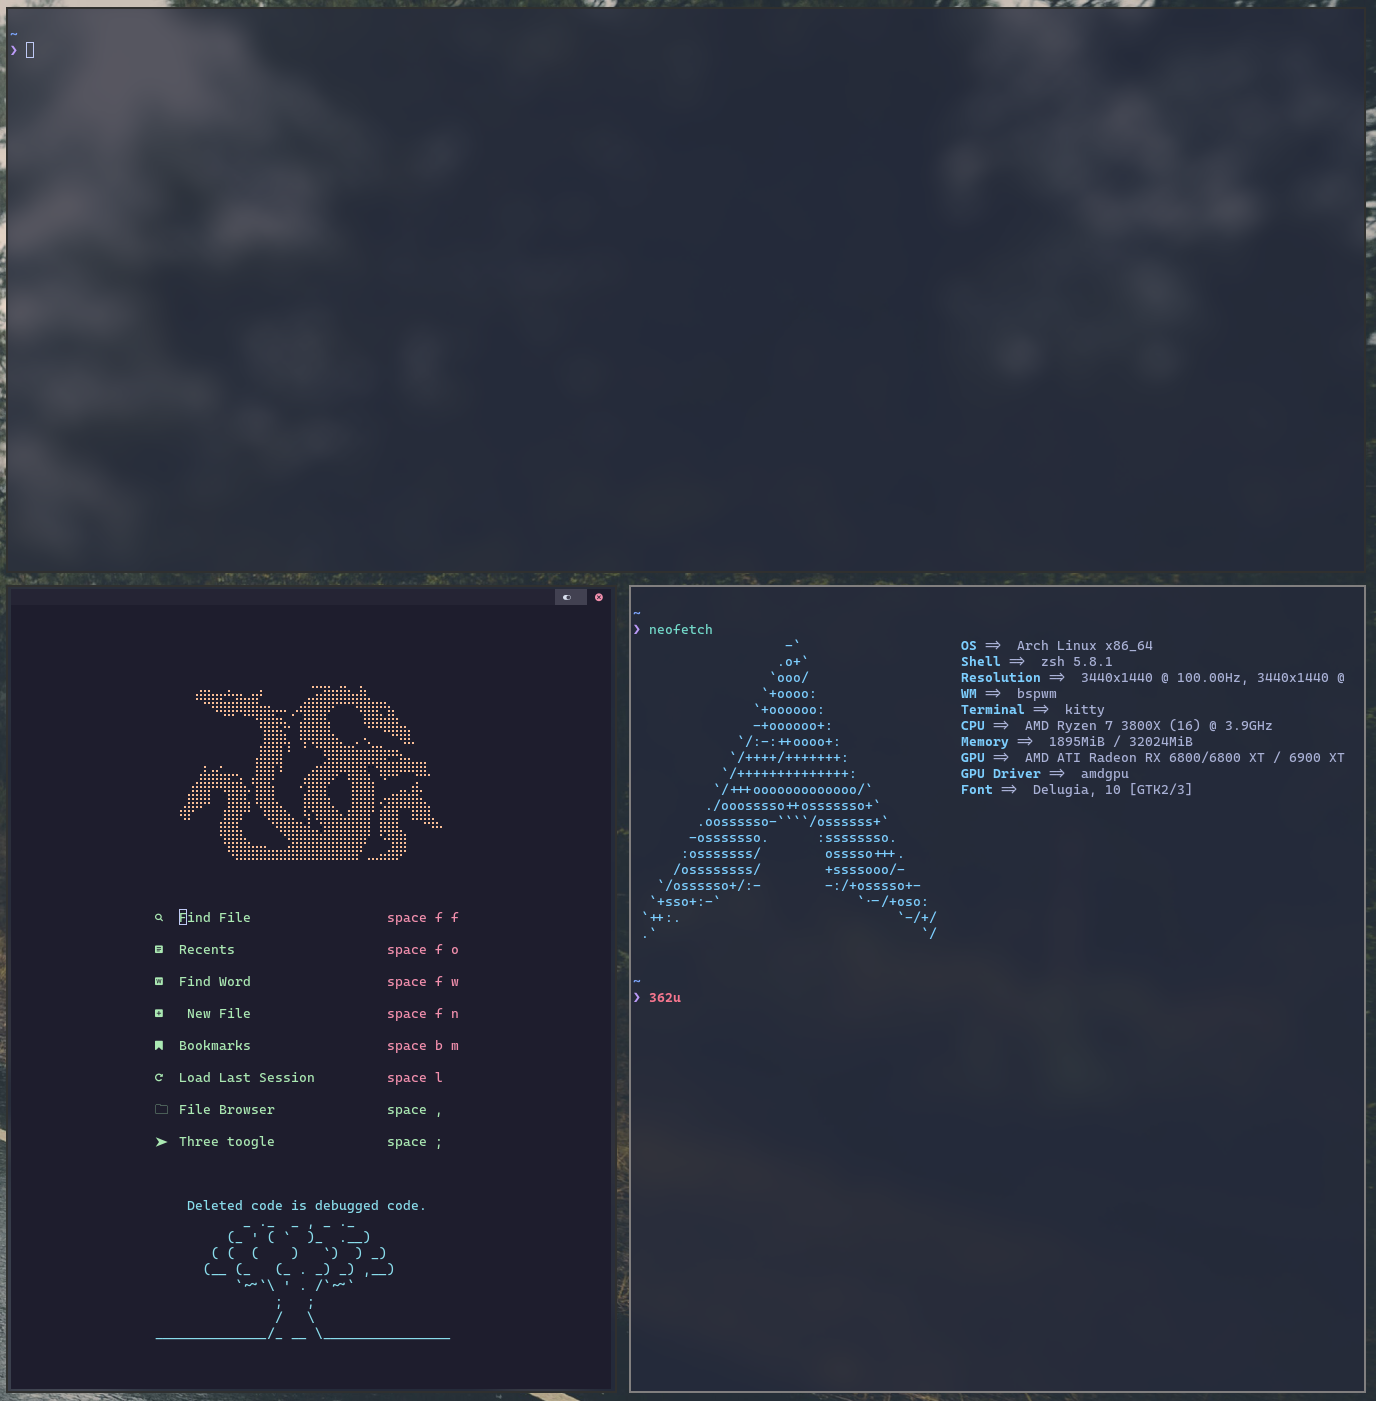 ~
❯
~
❯ neofetch
OS => Arch Linux x86_64
Shell => zsh 5.8.1
Resolution => 3440x1440 @ 100.00Hz, 3440x1440 @
WM => bspwm
Terminal => kitty
CPU => AMD Ryzen 7 3800X (16) @ 3.9GHz
Memory => 1895MiB / 32024MiB
GPU => AMD ATI Radeon RX 6800/6800 XT / 6900 XT
GPU Driver => amdgpu
Font => Delugia, 10 [GTK2/3]
~
❯ 362u
Find File space f f
Recents space f o
Find Word space f w
New File space f n
Bookmarks space b m
Load Last Session space l
File Browser space ,
Three toogle space ;
Deleted code is debugged code.